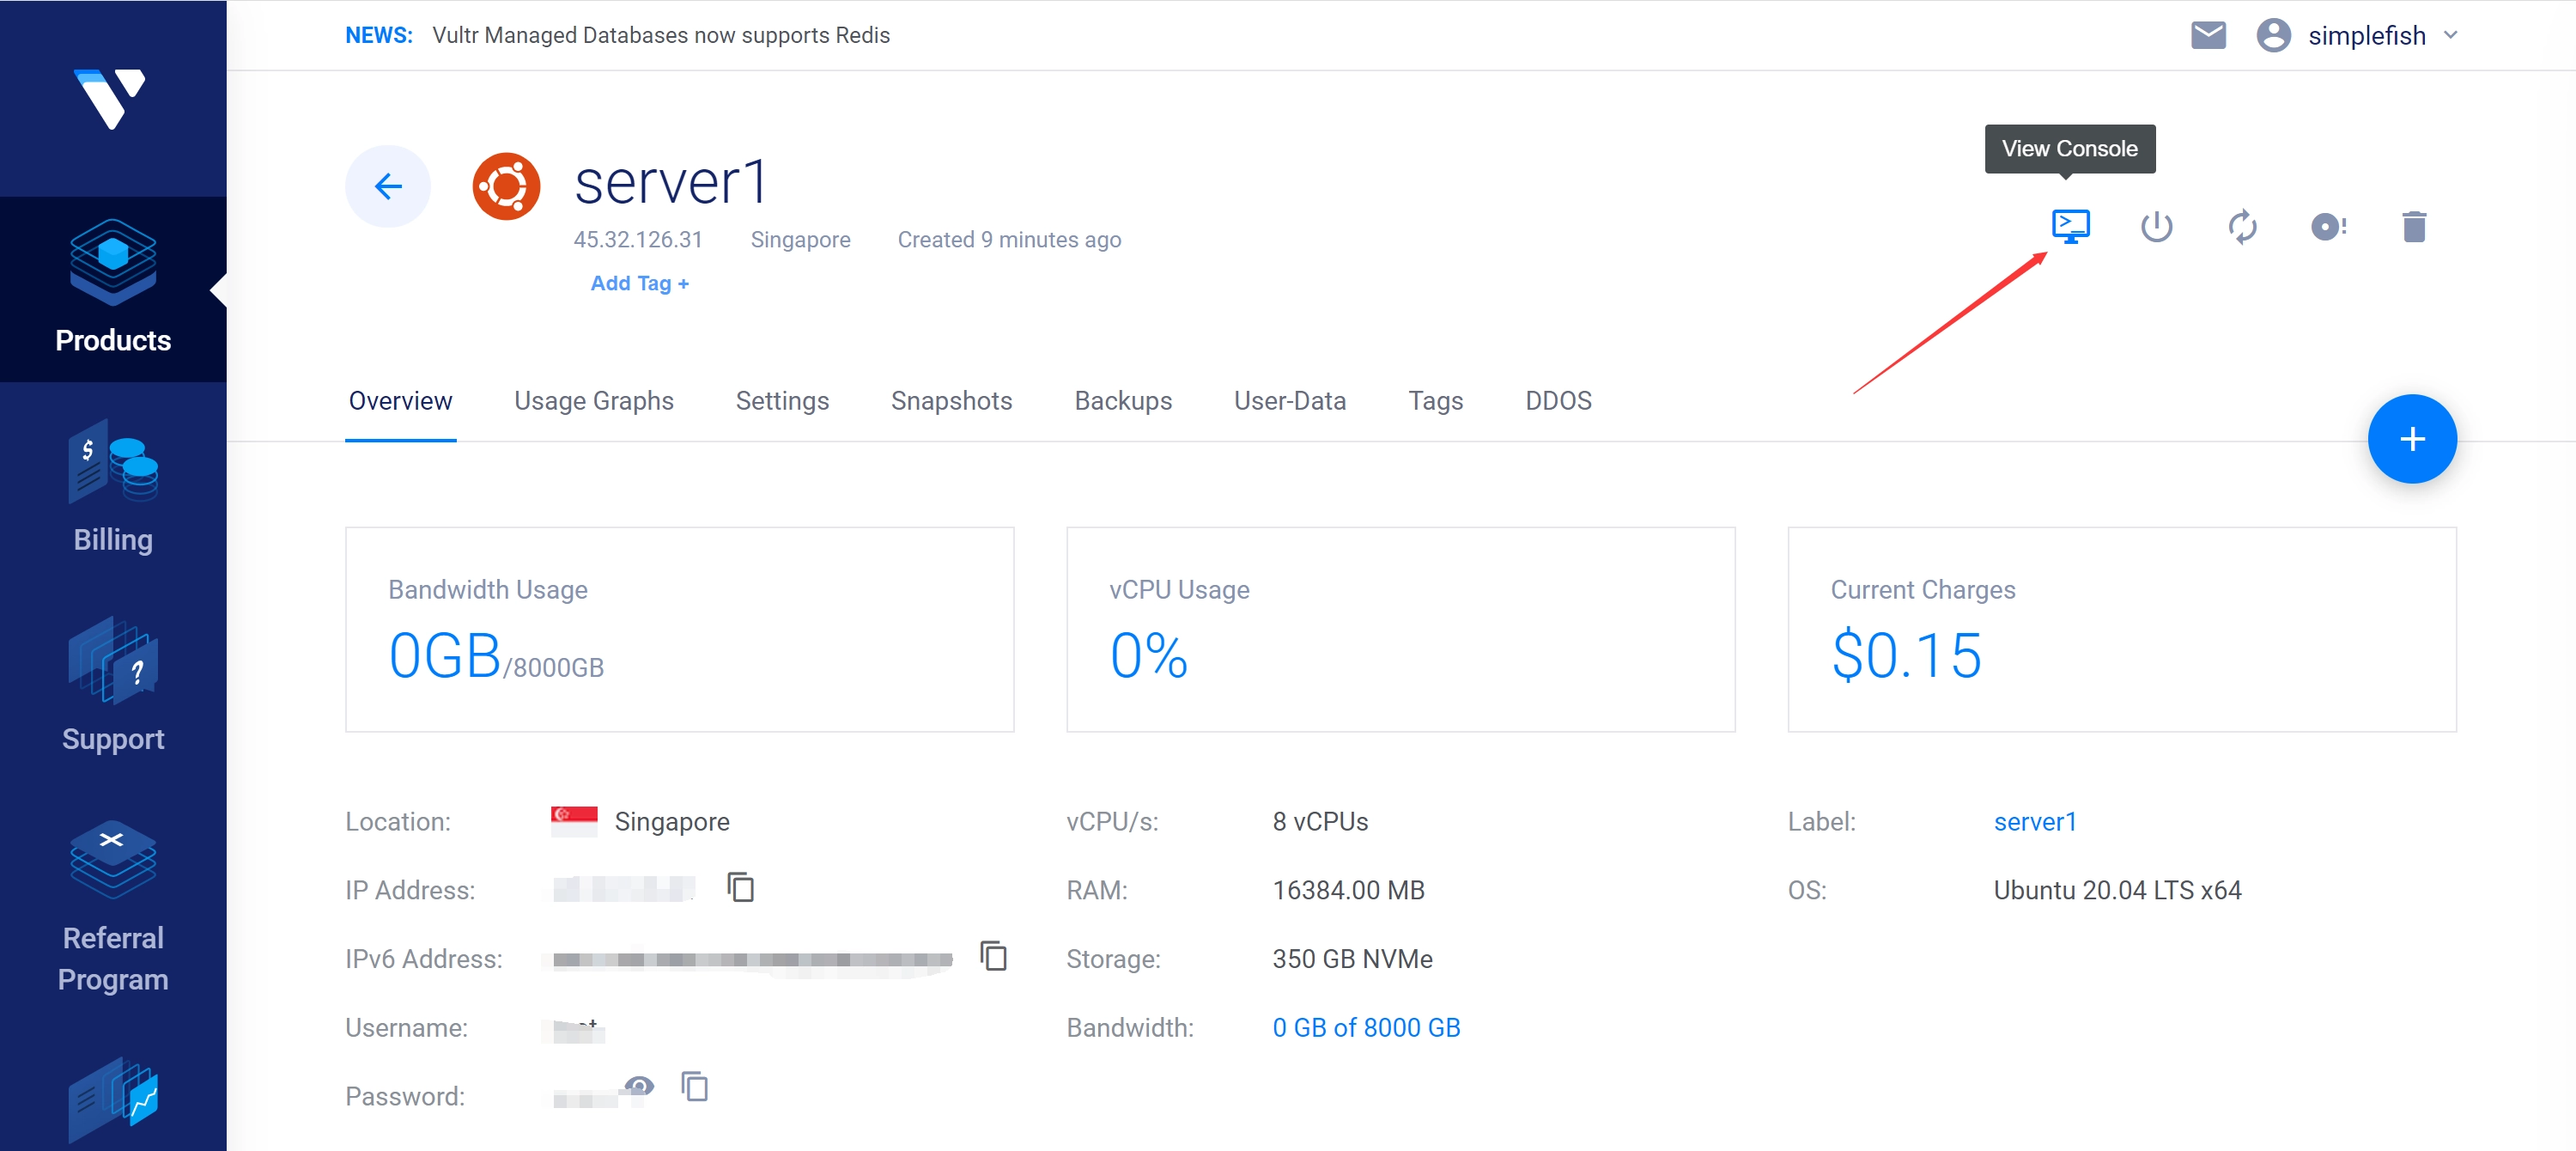 NEWS: Vultr Managed Databases now supports Redis
simplefish
View Console
server1
45.32.126.31 Singapore Created 9 minutes ago
Add Tag +
Products
Billing
Support
Referral
Program
Overview Usage Graphs Settings Snapshots Backups User-Data Tags DDOS
Bandwidth Usage
0GB/8000GB
vCPU Usage
0%
Current Charges
$0.15
Location: Singapore
IP Address:
IPv6 Address:
Username:
Password:
vCPU/s: 8 vCPUs
RAM: 16384.00 MB
Storage: 350 GB NVMe
Bandwidth: 0 GB of 8000 GB
Label: server1
OS: Ubuntu 20.04 LTS x64